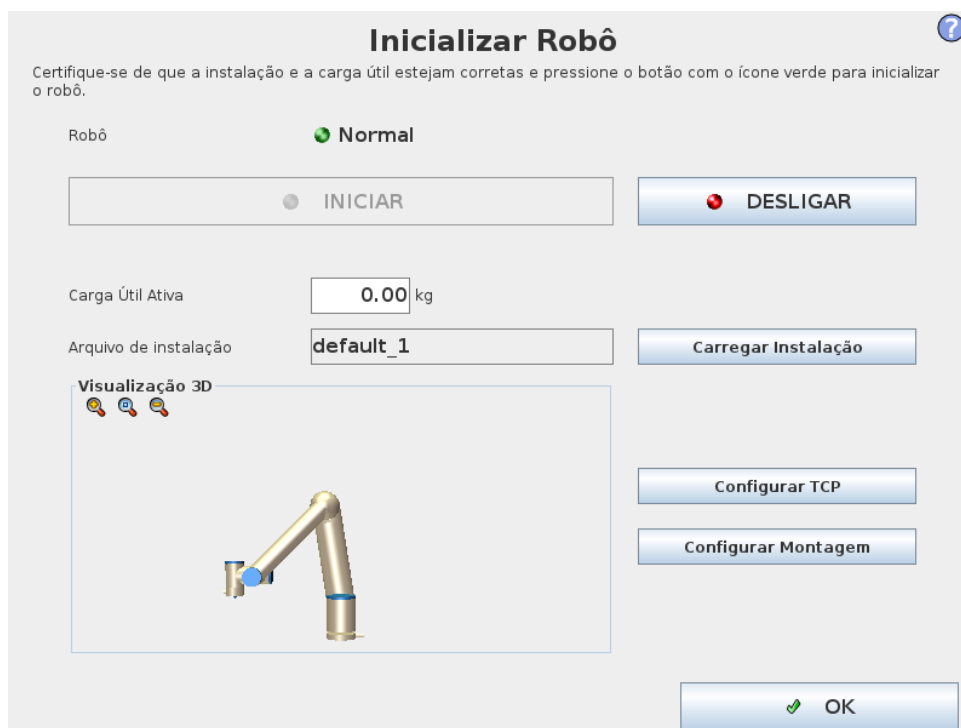 Inicializar Robô
?
Certifique-se de que a instalação e a carga útil estejam corretas e pressione o botão com o ícone verde para inicializar
o robô.
Robô Normal
INICIAR DESLIGAR
Carga Útil Ativa 0.00 kg
Arquivo de instalação default_1 Carregar Instalação
Visualização 3D
Configurar TCP
Configurar Montagem
OK